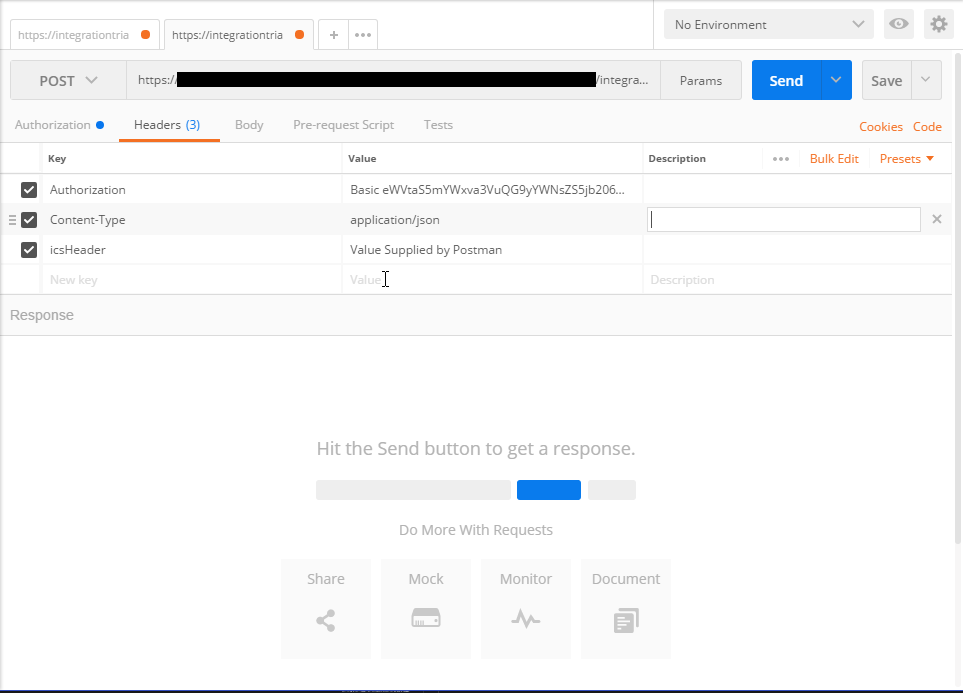 https://integrationtria https://integrationtria + ••• No Environment
POST https:/ /integra... Params Send Save
Authorization Headers (3) Body Pre-request Script Tests Cookies Code
Key Value Description ••• Bulk Edit Presets
Authorization Basic eWVtaS5mYWxva3VuQG9yYWNsZS5jb206...
Content-Type application/json
icsHeader Value Supplied by Postman
New key Value Description
Response
Hit the Send button to get a response.
Do More With Requests
Share Mock Monitor Document